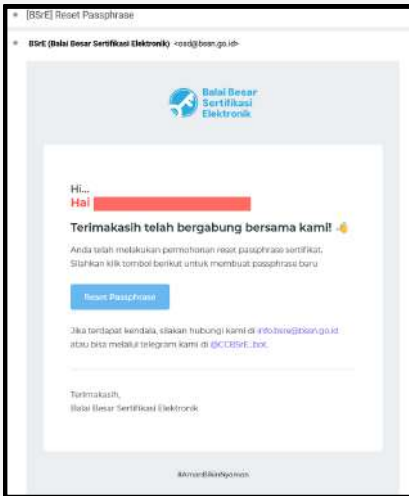 [BSrE] Reset Passphrase
BSrE (Balai Besar Sertifikasi Elektronik) <osd@bssn.go.id>
Balai Besar
Sertifikasi
Elektronik
Hi...
Hai
Terimakasih telah bergabung bersama kami!
Anda telah melakukan permohonan reset passphrase sertifikat.
Silahkan klik tombol berikut untuk membuat passphrase baru
Reset Passphrase
Jika terdapat kendala, silakan hubungi kami di info.bsre@bssn.go.id
atau bisa melalui telegram kami di @CCBSrE_bot.
Terimakasih,
Balai Besar Sertifikasi Elektronik
#AmanBikinNyaman